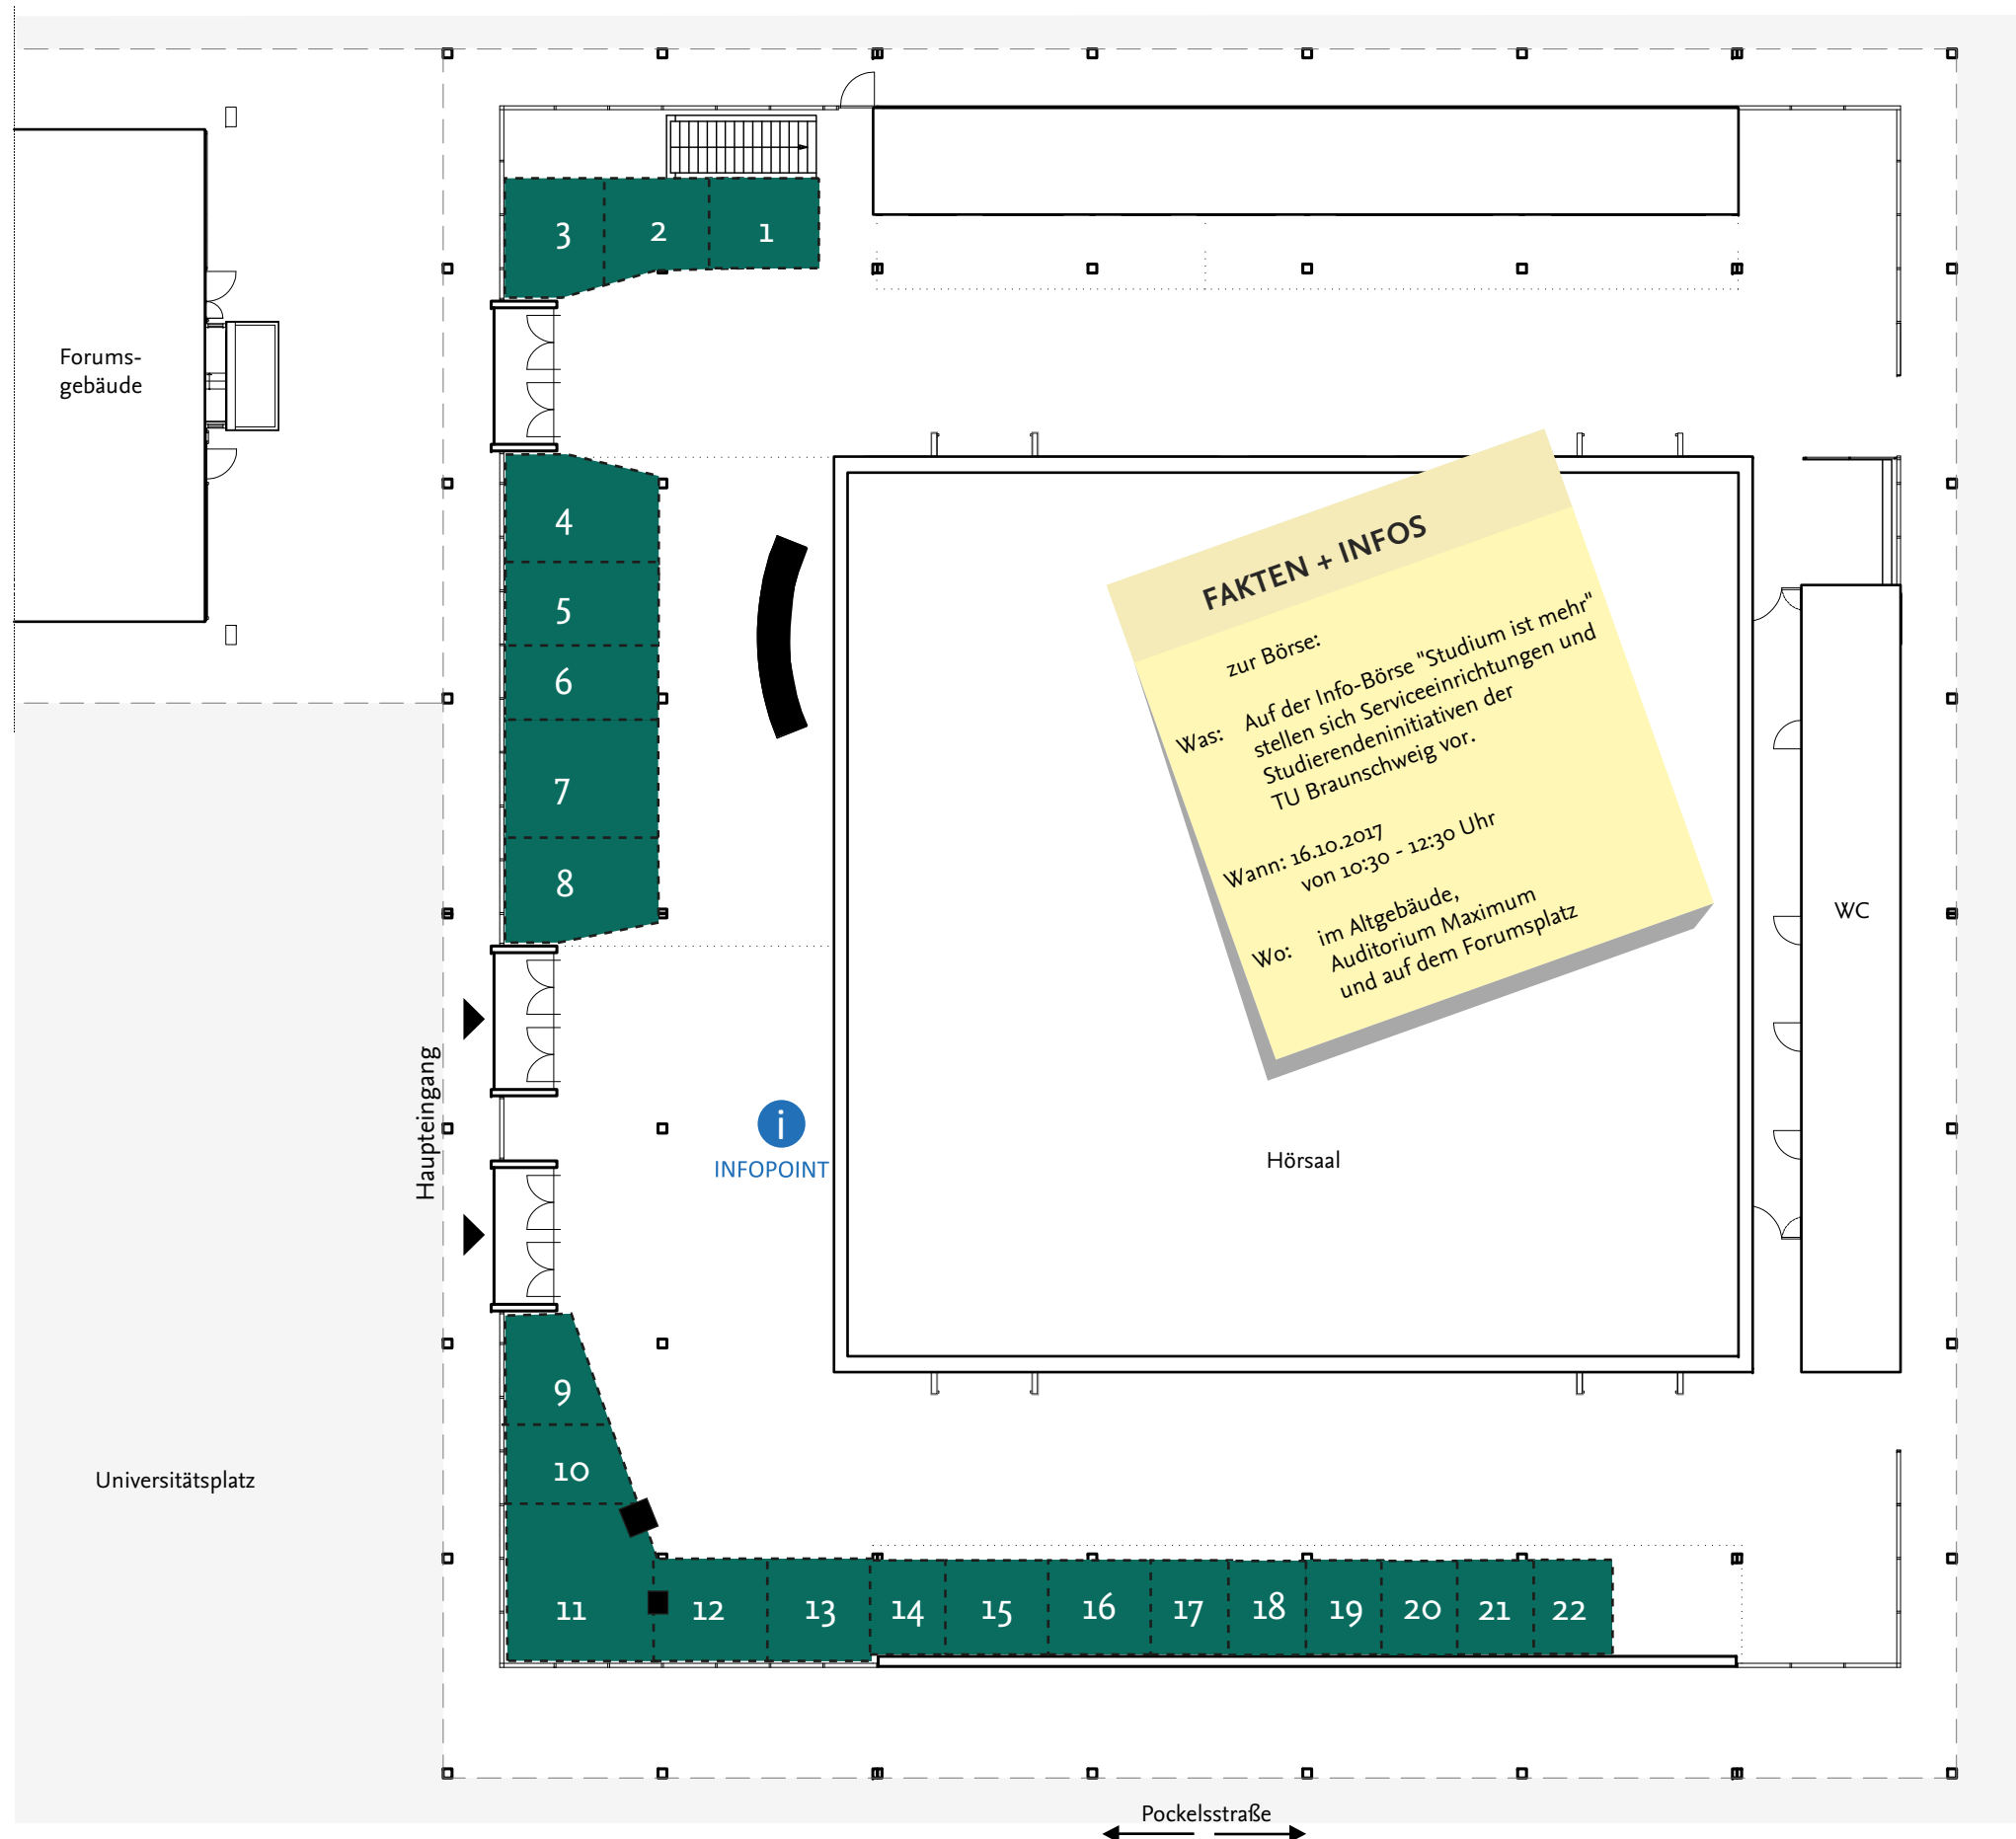 3
2
1
Forums-
gebäude
4
5
6
7
8
FAKTEN + INFOS
zur Börse:
Was: Auf der Info-Börse "Studium ist mehr"
stellen sich Serviceeinrichtungen und
Studierendeninitiativen der
TU Braunschweig vor.
Wann: 16.10.2017
von 10:30 - 12:30 Uhr
Wo: im Altgebäude,
Auditorium Maximum
und auf dem Forumsplatz
WC
Haupteingang
i
INFOPOINT
Hörsaal
9
10
Universitätsplatz
11
12
13
14
15
16
17
18
19
20
21
22
Pockelsstraße